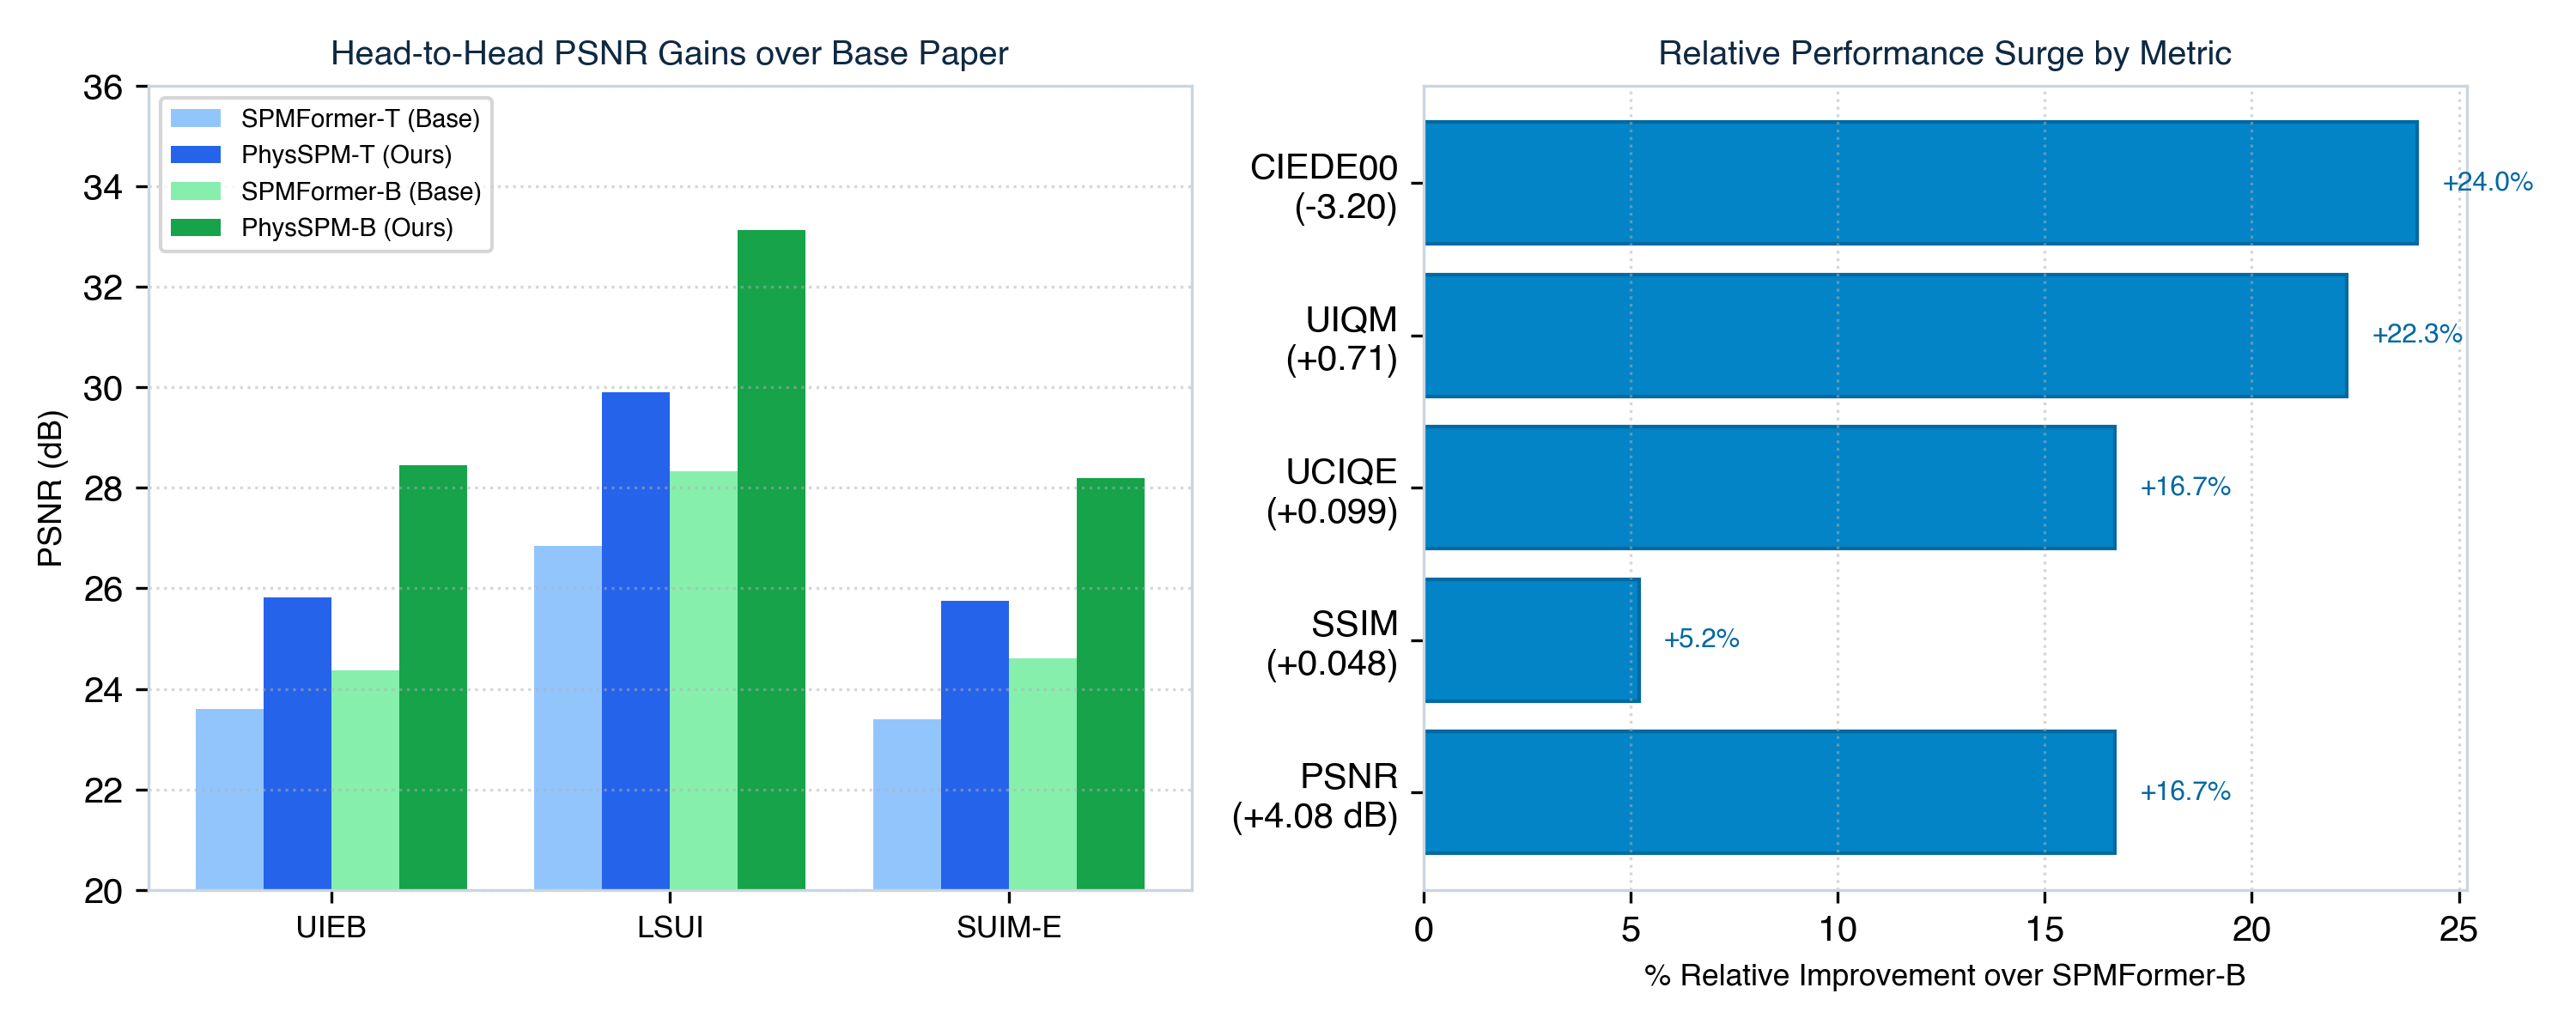 Head-to-Head PSNR Gains over Base Paper
PSNR (dB)
36
34
32
30
28
26
24
22
20
SPMFormer-T (Base)
PhysSPM-T (Ours)
SPMFormer-B (Base)
PhysSPM-B (Ours)
UIEB
LSUI
SUIM-E
Relative Performance Surge by Metric
CIEDE00
(-3.20)
+24.0%
UIQM
(+0.71)
+22.3%
UCIQE
(+0.099)
+16.7%
SSIM
(+0.048)
+5.2%
PSNR
(+4.08 dB)
+16.7%
0
5
10
15
20
25
% Relative Improvement over SPMFormer-B